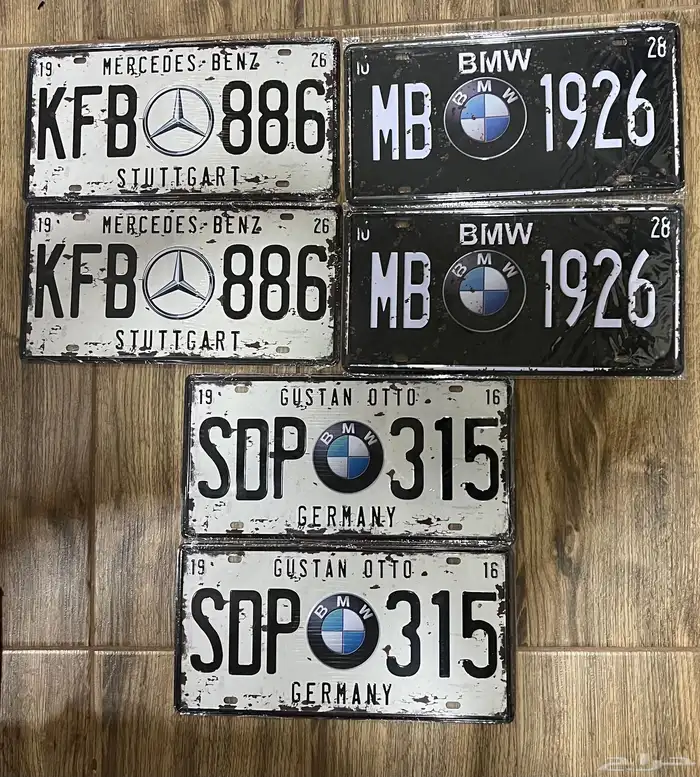 19 MERCEDES-BENZ 26
KFB 886
STUTTGART
10 BMW 28
MB BMW 1926
19 MERCEDES-BENZ 26
KFB 886
STUTTGART
10 BMW 28
MB BMW 1926
19 GUSTAN OTTO 16
SDP BMW 315
GERMANY
19 GUSTAN OTTO 16
SDP BMW 315
GERMANY
حراج